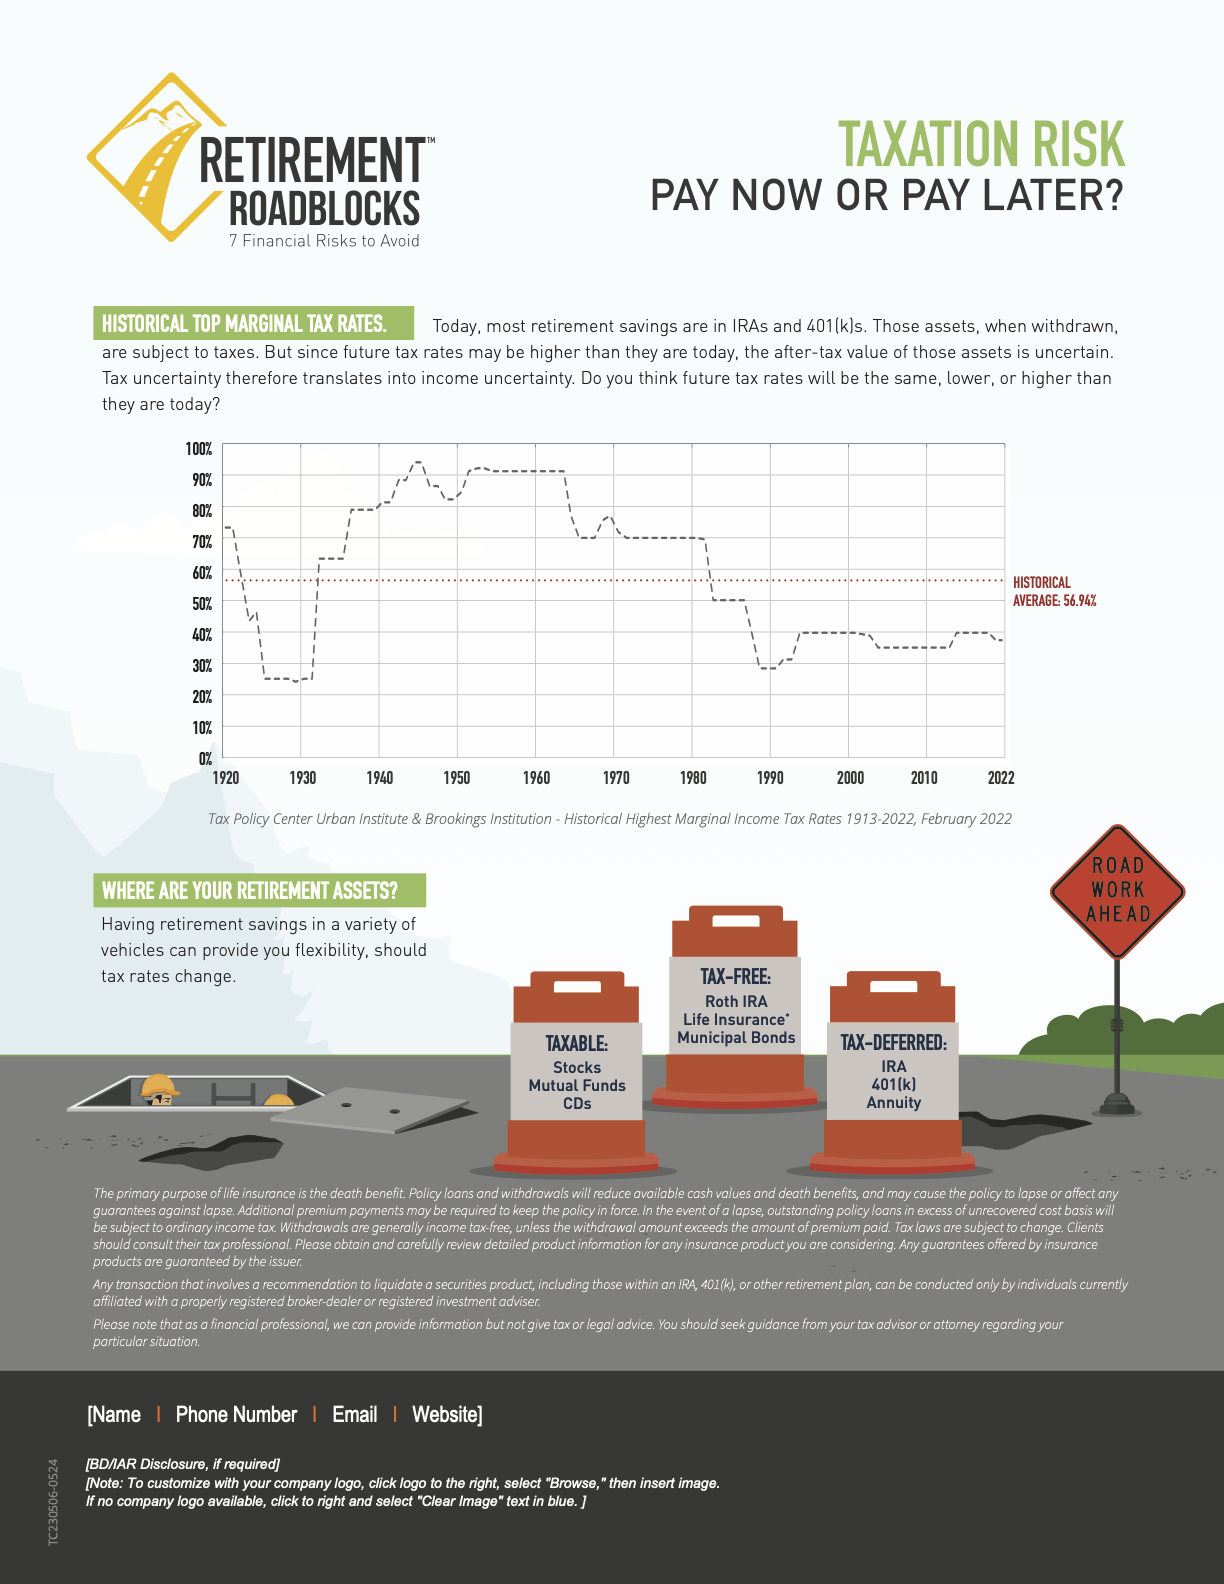 RETIREMENT™
ROADBLOCKS
7 Financial Risks to Avoid
TAXATION RISK
PAY NOW OR PAY LATER?
HISTORICAL TOP MARGINAL TAX RATES. Today, most retirement savings are in IRAs and 401(k)s. Those assets, when withdrawn,
are subject to taxes. But since future tax rates may be higher than they are today, the after-tax value of those assets is uncertain.
Tax uncertainty therefore translates into income uncertainty. Do you think future tax rates will be the same, lower, or higher than
they are today?
100%
90%
80%
70%
60%
50%
40%
30%
20%
10%
0%
1920 1930 1940 1950 1960 1970 1980 1990 2000 2010 2022
HISTORICAL
AVERAGE: 56.94%
Tax Policy Center Urban Institute & Brookings Institution - Historical Highest Marginal Income Tax Rates 1913-2022, February 2022
WHERE ARE YOUR RETIREMENT ASSETS?
Having retirement savings in a variety of
vehicles can provide you flexibility, should
tax rates change.
TAXABLE:
Stocks
Mutual Funds
CDs
TAX-FREE:
Roth IRA
Life Insurance*
Municipal Bonds
TAX-DEFERRED:
IRA
401(k)
Annuity
ROAD
WORK
AHEAD
The primary purpose of life insurance is the death benefit. Policy loans and withdrawals will reduce available cash values and death benefits, and may cause the policy to lapse or affect any
guarantees against lapse. Additional premium payments may be required to keep the policy in force. In the event of a lapse, outstanding policy loans in excess of unrecovered cost basis will
be subject to ordinary income tax. Withdrawals are generally income tax-free, unless the withdrawal amount exceeds the amount of premium paid. Tax laws are subject to change. Clients
should consult their tax professional. Please obtain and carefully review detailed product information for any insurance product you are considering. Any guarantees offered by insurance
products are guaranteed by the issuer.
Any transaction that involves a recommendation to liquidate a securities product, including those within an IRA, 401(k), or other retirement plan, can be conducted only by individuals currently
affiliated with a properly registered broker-dealer or registered investment adviser.
Please note that as a financial professional, we can provide information but not give tax or legal advice. You should seek guidance from your tax advisor or attorney regarding your
particular situation.
[Name | Phone Number | Email | Website]
[BD/IAR Disclosure, if required]
[Note: To customize with your company logo, click logo to the right, select "Browse," then insert image.
If no company logo available, click to right and select "Clear Image" text in blue. ]
TC230506-0524